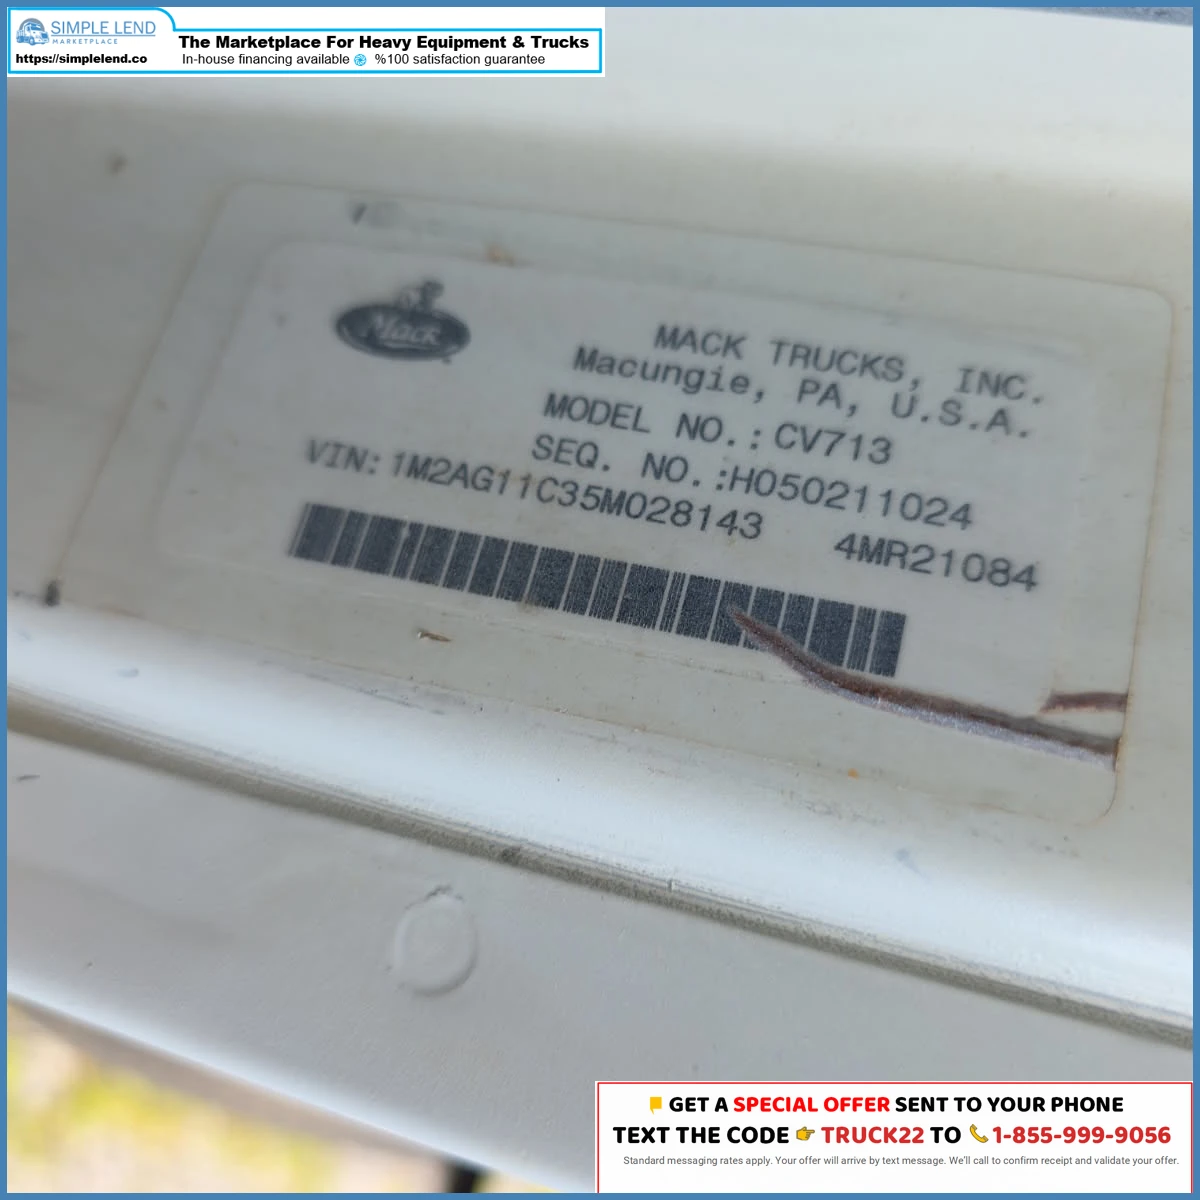 SIMPLE LEND
MARKETPLACE
https://simplelend.co
The Marketplace For Heavy Equipment & Trucks
In-house financing available %100 satisfaction guarantee
Mack
MACK TRUCKS, INC.
Macungie, PA, U.S.A.
MODEL NO.: CV713
SEQ. NO.:H050211024
VIN: 1M2AG11C35M028143 4MR21084
GET A SPECIAL OFFER SENT TO YOUR PHONE
TEXT THE CODE 👉 TRUCK22 TO 📞 1-855-999-9056
Standard messaging rates apply. Your offer will arrive by text message. We'll call to confirm receipt and validate your offer.